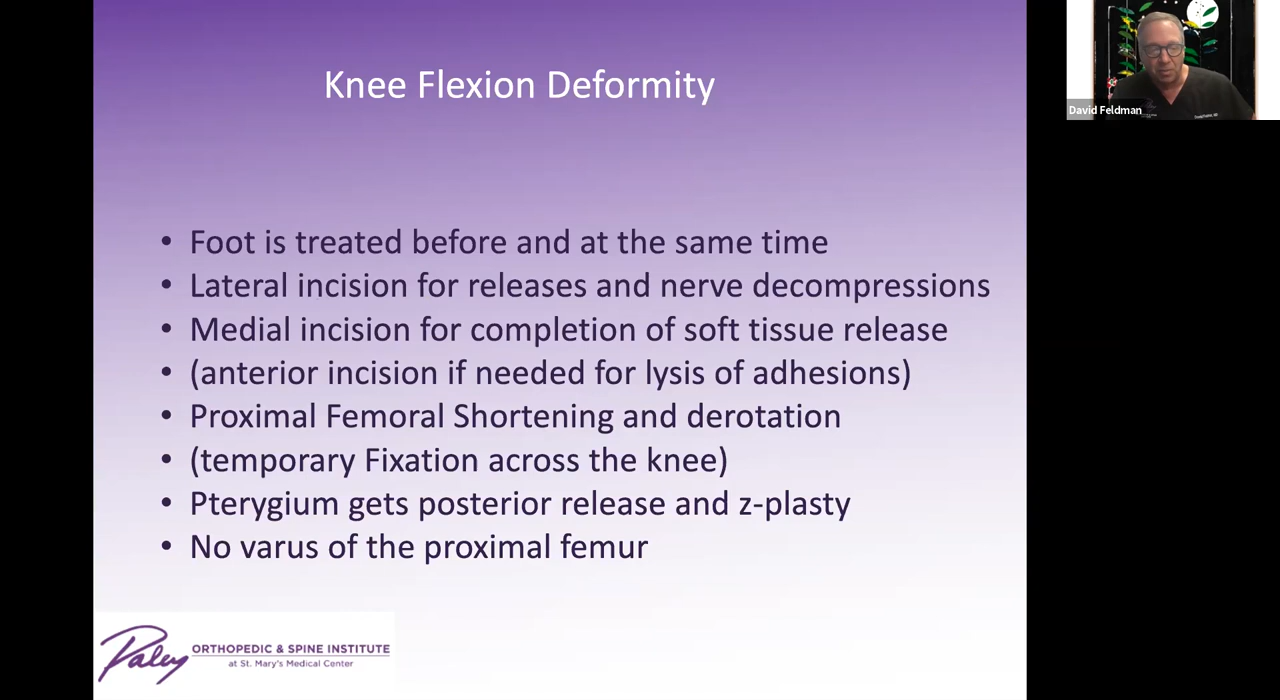 Knee Flexion Deformity
• Foot is treated before and at the same time
• Lateral incision for releases and nerve decompressions
• Medial incision for completion of soft tissue release
• (anterior incision if needed for lysis of adhesions)
• Proximal Femoral Shortening and derotation
• (temporary Fixation across the knee)
• Pterygium gets posterior release and z-plasty
• No varus of the proximal femur
Paley ORTHOPEDIC & SPINE INSTITUTE
at St. Mary's Medical Center
David Feldman